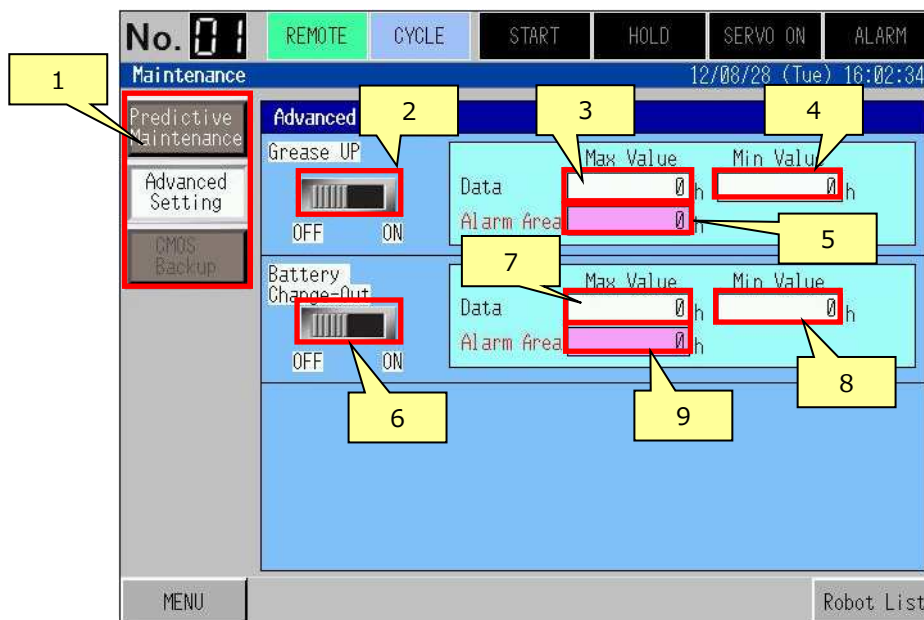 No. 01 REMOTE CYCLE START HOLD SERVO ON ALARM
Maintenance 12/08/28 (Tue) 16:02:34
1
2
3
4
Predictive
Maintenance
Advanced
Setting
CMOS
Backup
Advanced
Grease UP
OFF ON
Max Value Min Value
Data 0 h 0 h
Alarm Area 0 h
5
Battery
Change-Out
OFF ON
7
Max Value Min Value
Data 0 h 0 h
Alarm Area 0 h
6
9
8
MENU Robot List